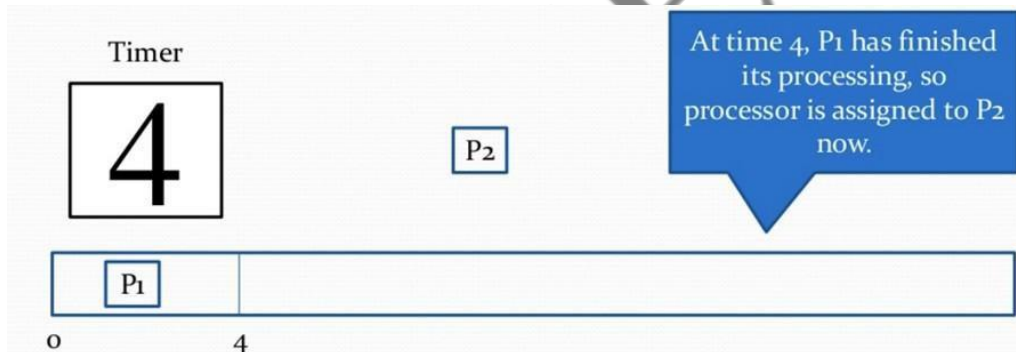 Timer
4
At time 4, P1 has finished
its processing, so
processor is assigned to P2
now.
P2
P1
0
4